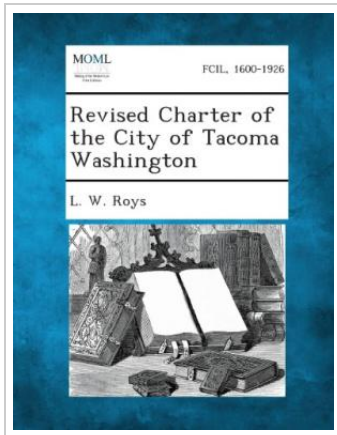 MOML
FCIL, 1600-1926
Revised Charter of
the City of Tacoma
Washington
L. W. Roys